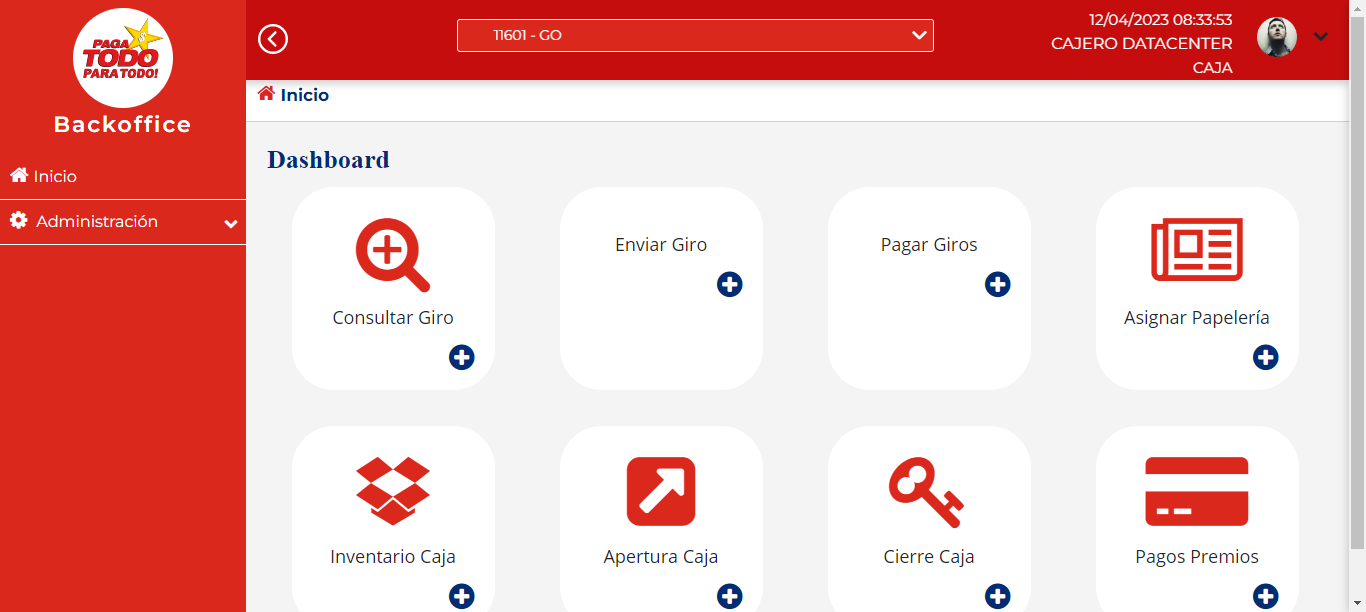 PAGA
TODO
PARA TODO!
Backoffice
Inicio
Administración
11601 - GO
12/04/2023 08:33:53
CAJERO DATACENTER
CAJA
Inicio
Dashboard
Consultar Giro
Enviar Giro
Pagar Giros
Asignar Papelería
Inventario Caja
Apertura Caja
Cierre Caja
Pagos Premios